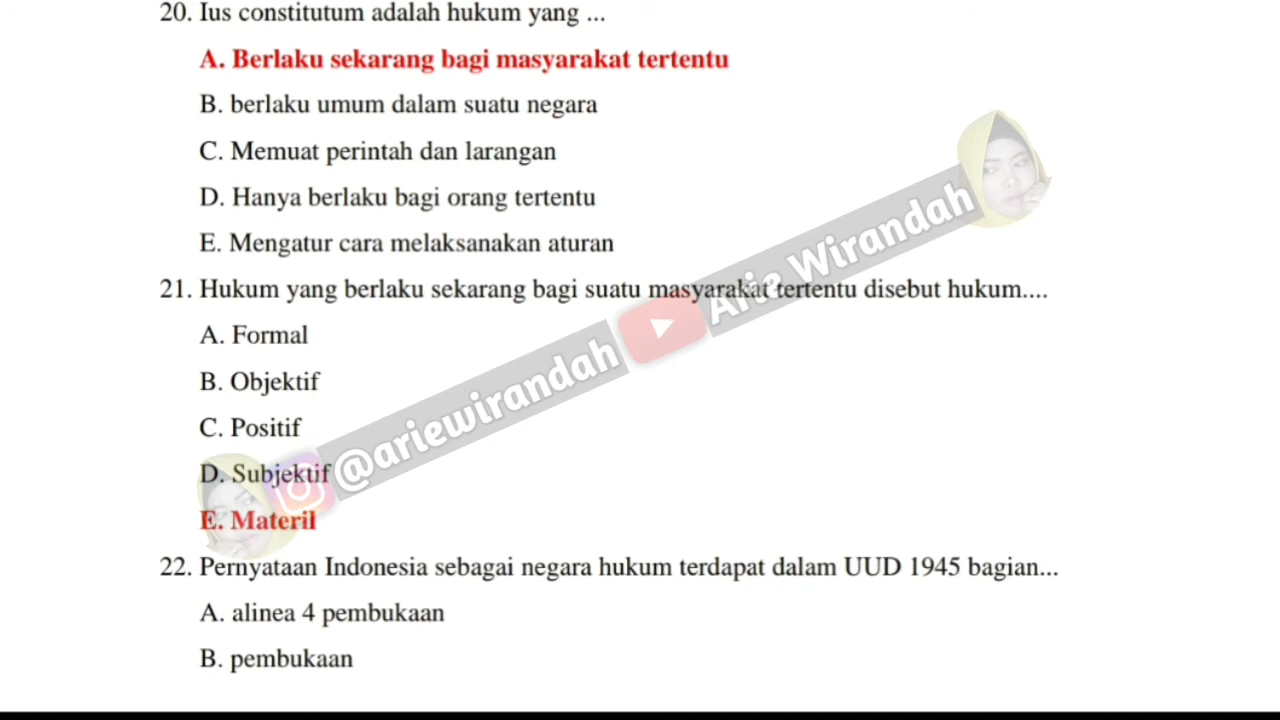 20. Ius constitutum adalah hukum yang ...
A. Berlaku sekarang bagi masyarakat tertentu
B. berlaku umum dalam suatu negara
C. Memuat perintah dan larangan
D. Hanya berlaku bagi orang tertentu
E. Mengatur cara melaksanakan aturan
21. Hukum yang berlaku sekarang bagi suatu masyarakat tertentu disebut hukum....
A. Formal
B. Objektif
C. Positif
D. Subjektif
E. Materil
@ariewirandah Arie Wirandah
22. Pernyataan Indonesia sebagai negara hukum terdapat dalam UUD 1945 bagian...
A. alinea 4 pembukaan
B. pembukaan